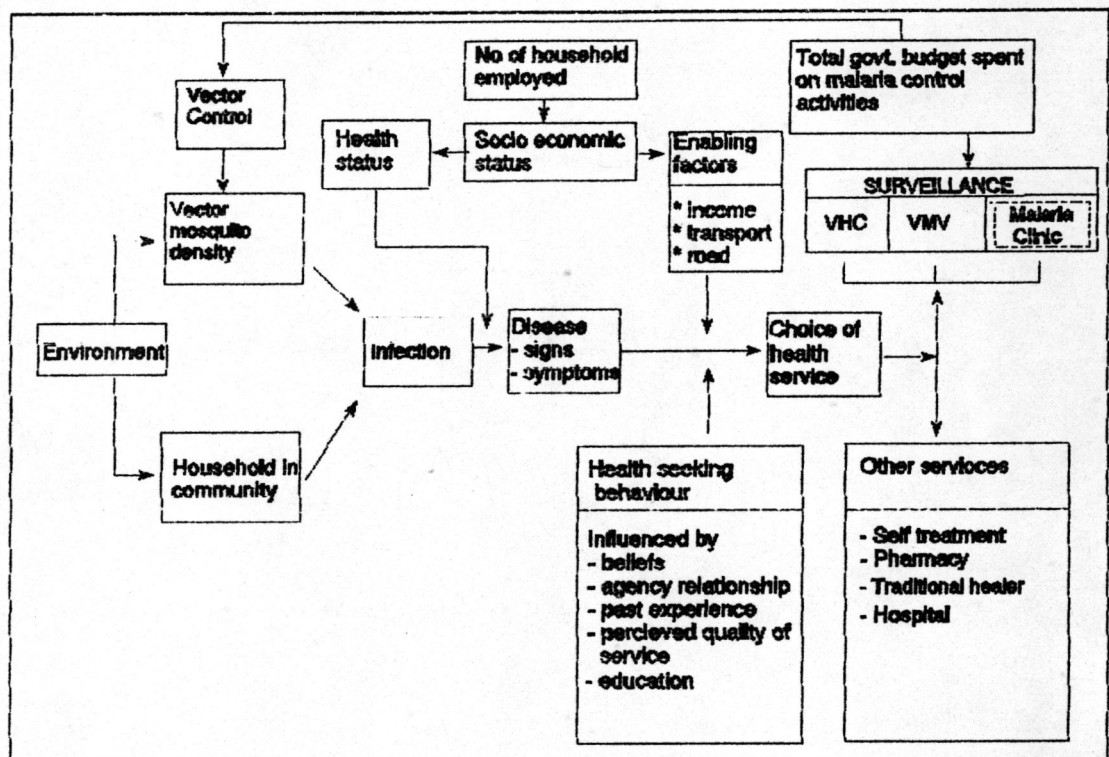 No of household
employed
Total govt. budget spent
on malaria control
activities
Vector
Control
Health
status
Socio economic
status
Enabling
factors
* income
* transport
* road
SURVEILLANCE
VHC
VMV
Malaria
Clinic
Vector
mosquito
density
Environment
Infection
Disease
- signs
- symptoms
Choice of
health
service
Household in
community
Health seeking
behaviour
Influenced by
- beliefs
- agency relationship
- past experience
- percieved quality of
service
- education
Other servioces
- Self treatment
- Pharmacy
- Traditional healer
- Hospital